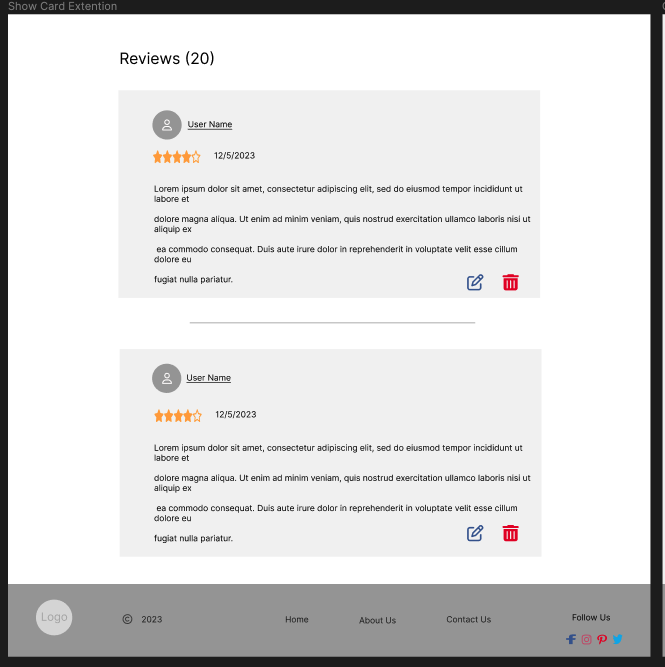 Show Card Extention
Reviews (20)
User Name
12/5/2023
Lorem ipsum dolor sit amet, consectetur adipiscing elit, sed do eiusmod tempor incididunt ut
labore et
dolore magna aliqua. Ut enim ad minim veniam, quis nostrud exercitation ullamco laboris nisi ut
aliquip ex
ea commodo consequat. Duis aute irure dolor in reprehenderit in voluptate velit esse cillum
dolore eu
fugiat nulla pariatur.
User Name
12/5/2023
Lorem ipsum dolor sit amet, consectetur adipiscing elit, sed do eiusmod tempor incididunt ut
labore et
dolore magna aliqua. Ut enim ad minim veniam, quis nostrud exercitation ullamco laboris nisi ut
aliquip ex
ea commodo consequat. Duis aute irure dolor in reprehenderit in voluptate velit esse cillum
dolore eu
fugiat nulla pariatur.
Logo
© 2023
Home
About Us
Contact Us
Follow Us